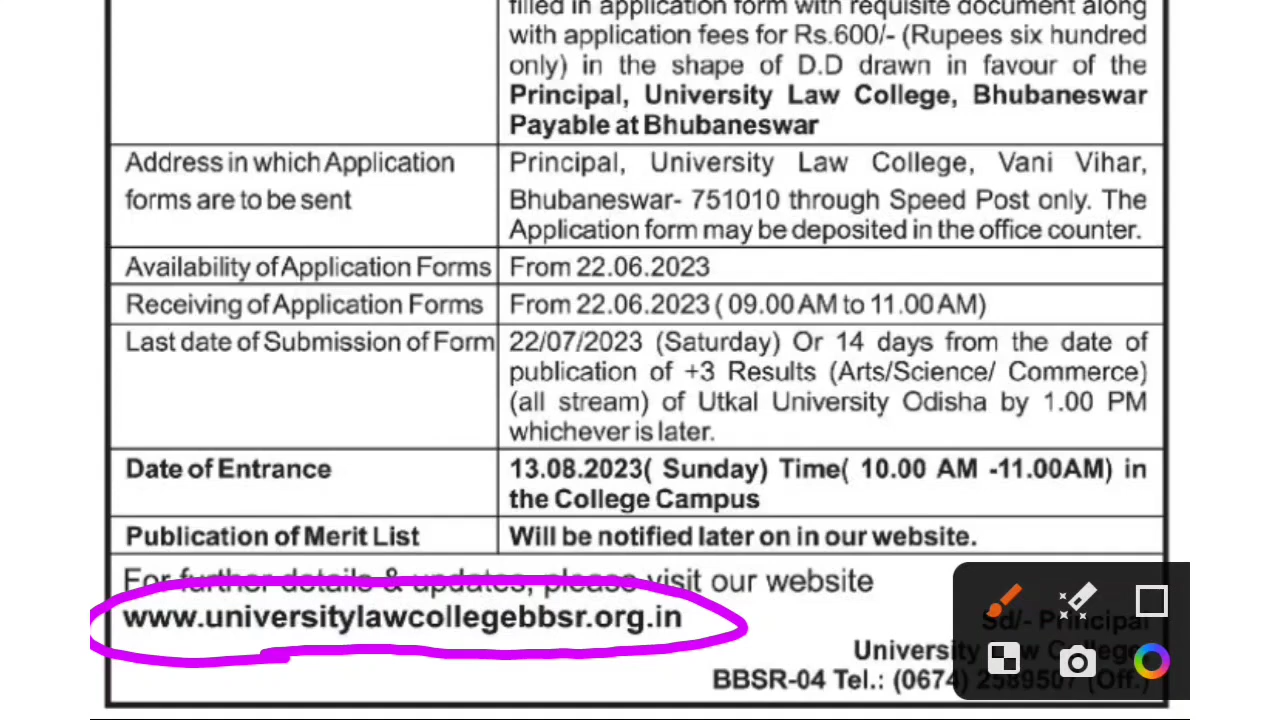 filled in application form with requisite document along
with application fees for Rs.600/- (Rupees six hundred
only) in the shape of D.D drawn in favour of the
Principal, University Law College, Bhubaneswar
Payable at Bhubaneswar
Address in which Application
forms are to be sent
Principal, University Law College, Vani Vihar,
Bhubaneswar- 751010 through Speed Post only. The
Application form may be deposited in the office counter.
Availability of Application Forms
From 22.06.2023
Receiving of Application Forms
From 22.06.2023 ( 09.00 AM to 11.00 AM)
Last date of Submission of Form
22/07/2023 (Saturday) Or 14 days from the date of
publication of +3 Results (Arts/Science/ Commerce)
(all stream) of Utkal University Odisha by 1.00 PM
whichever is later.
Date of Entrance
13.08.2023( Sunday) Time( 10.00 AM -11.00AM) in
the College Campus
Publication of Merit List
Will be notified later on in our website.
For further details & updates, please visit our website
www.universitylawcollegebbsr.org.in
Sd/- Principal
University Law College
BBSR-04 Tel.: (0674) 2589507 (Off.)